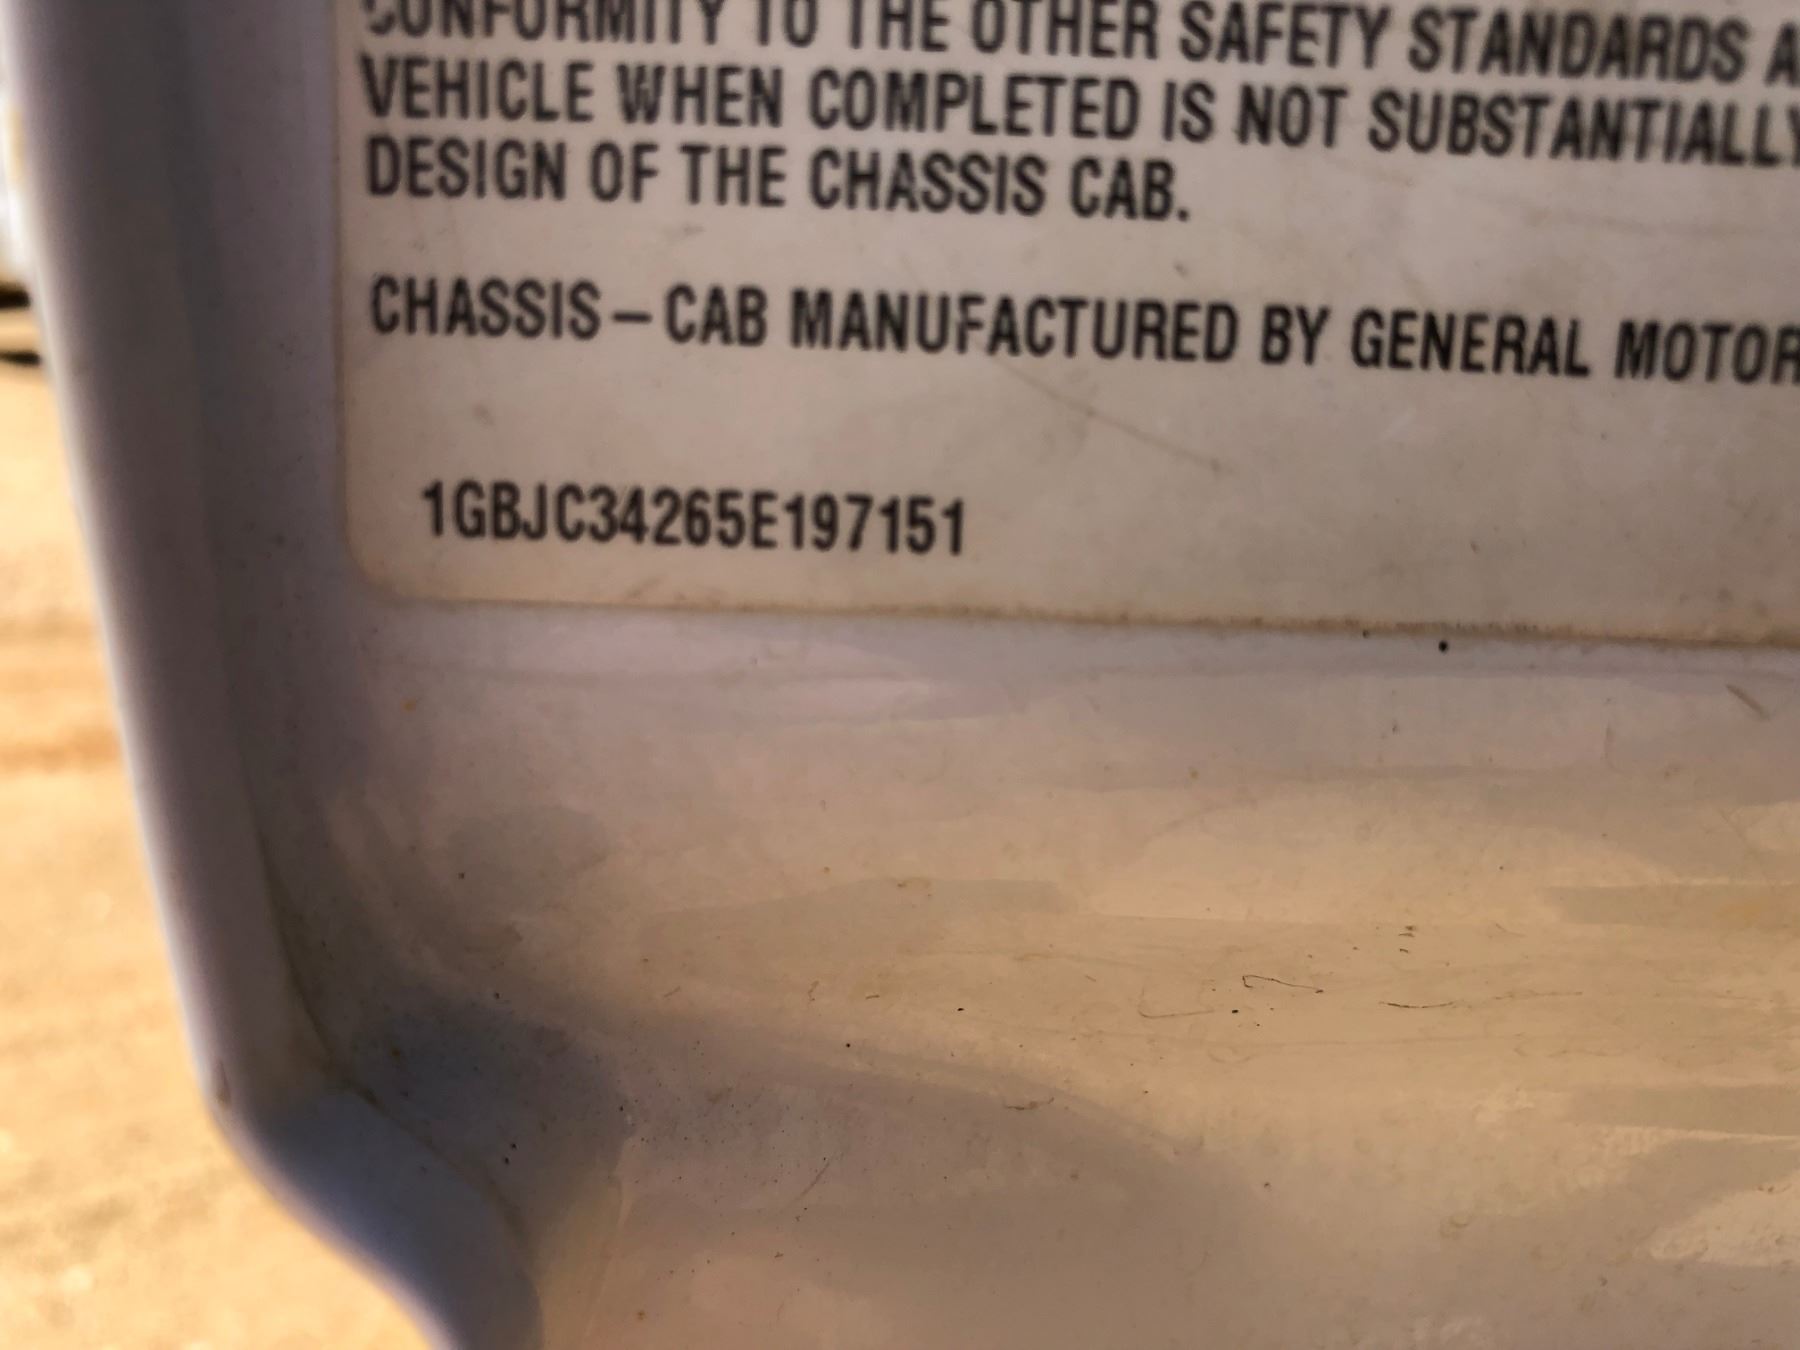 CONFORMITY TO THE OTHER SAFETY STANDARDS A
VEHICLE WHEN COMPLETED IS NOT SUBSTANTIALLY
DESIGN OF THE CHASSIS CAB.
CHASSIS – CAB MANUFACTURED BY GENERAL MOTOR
1GBJC34265E197151